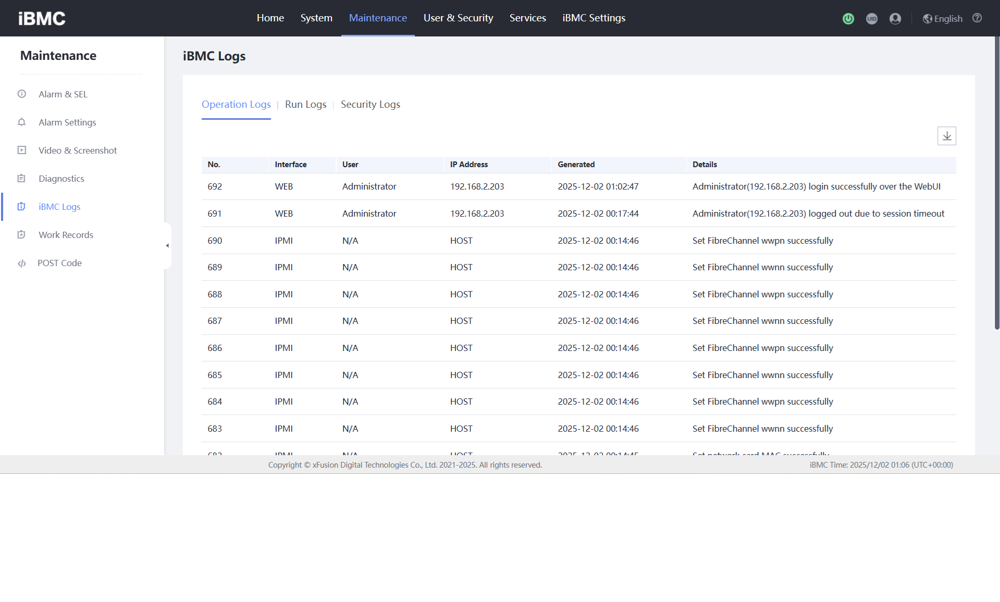 iBMC
Home System Maintenance User & Security Services iBMC Settings
UID English
Maintenance
Alarm & SEL
Alarm Settings
Video & Screenshot
Diagnostics
iBMC Logs
Work Records
POST Code
iBMC Logs
Operation Logs | Run Logs | Security Logs
No. Interface User IP Address Generated Details
692 WEB Administrator 192.168.2.203 2025-12-02 01:02:47 Administrator(192.168.2.203) login successfully over the WebUI
691 WEB Administrator 192.168.2.203 2025-12-02 00:17:44 Administrator(192.168.2.203) logged out due to session timeout
690 IPMI N/A HOST 2025-12-02 00:14:46 Set FibreChannel wwpn successfully
689 IPMI N/A HOST 2025-12-02 00:14:46 Set FibreChannel wwnn successfully
688 IPMI N/A HOST 2025-12-02 00:14:46 Set FibreChannel wwpn successfully
687 IPMI N/A HOST 2025-12-02 00:14:46 Set FibreChannel wwnn successfully
686 IPMI N/A HOST 2025-12-02 00:14:46 Set FibreChannel wwpn successfully
685 IPMI N/A HOST 2025-12-02 00:14:46 Set FibreChannel wwnn successfully
684 IPMI N/A HOST 2025-12-02 00:14:46 Set FibreChannel wwpn successfully
683 IPMI N/A HOST 2025-12-02 00:14:46 Set FibreChannel wwnn successfully
682 IPMI N/A HOST 2025-12-02 00:14:45 Set network card MAC successfully
Copyright © xFusion Digital Technologies Co., Ltd. 2021-2025. All rights reserved.
iBMC Time: 2025/12/02 01:06 (UTC+00:00)